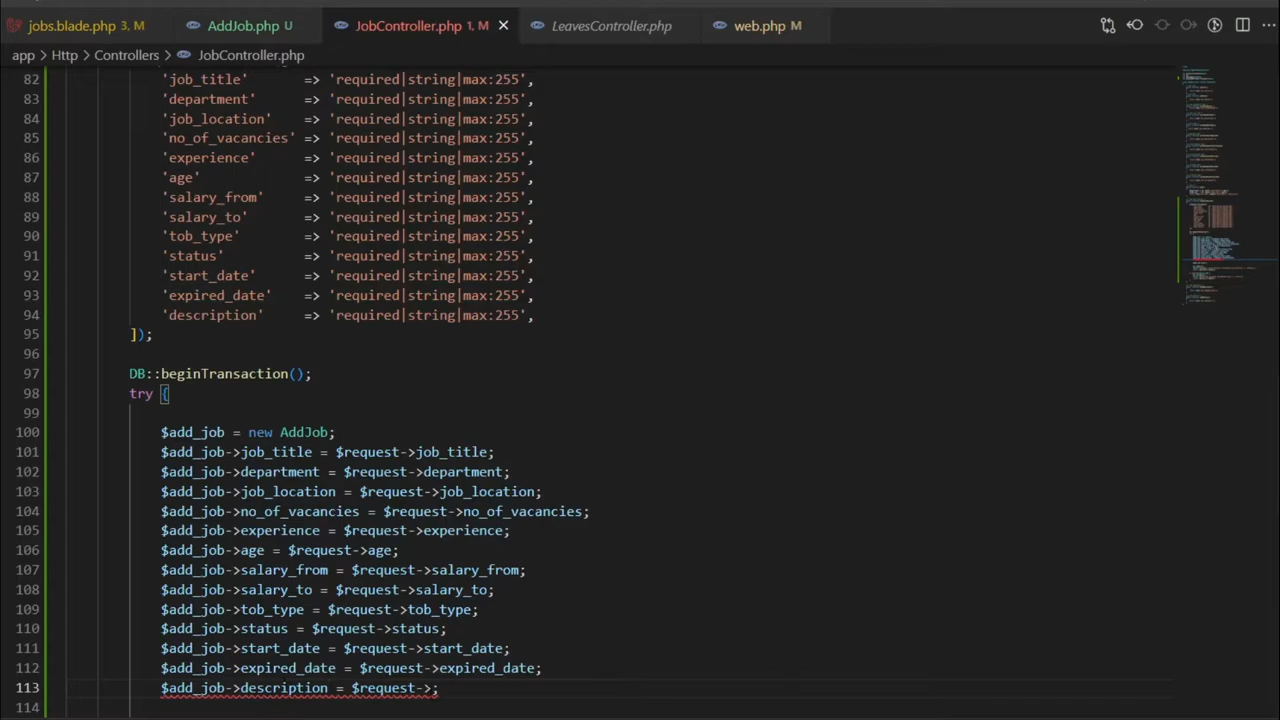 jobs.blade.php 3, M
AddJob.php U
JobController.php 1, M
LeavesController.php
web.php M
app > Http > Controllers > JobController.php
82 'job_title' => 'required|string|max:255',
83 'department' => 'required|string|max:255',
84 'job_location' => 'required|string|max:255',
85 'no_of_vacancies' => 'required|string|max:255',
86 'experience' => 'required|string|max:255',
87 'age' => 'required|string|max:255',
88 'salary_from' => 'required|string|max:255',
89 'salary_to' => 'required|string|max:255',
90 'tob_type' => 'required|string|max:255',
91 'status' => 'required|string|max:255',
92 'start_date' => 'required|string|max:255',
93 'expired_date' => 'required|string|max:255',
94 'description' => 'required|string|max:255',
95 ]);
96
97 DB::beginTransaction();
98 try {
99
100 $add_job = new AddJob;
101 $add_job->job_title = $request->job_title;
102 $add_job->department = $request->department;
103 $add_job->job_location = $request->job_location;
104 $add_job->no_of_vacancies = $request->no_of_vacancies;
105 $add_job->experience = $request->experience;
106 $add_job->age = $request->age;
107 $add_job->salary_from = $request->salary_from;
108 $add_job->salary_to = $request->salary_to;
109 $add_job->tob_type = $request->tob_type;
110 $add_job->status = $request->status;
111 $add_job->start_date = $request->start_date;
112 $add_job->expired_date = $request->expired_date;
113 $add_job->description = $request->;
114